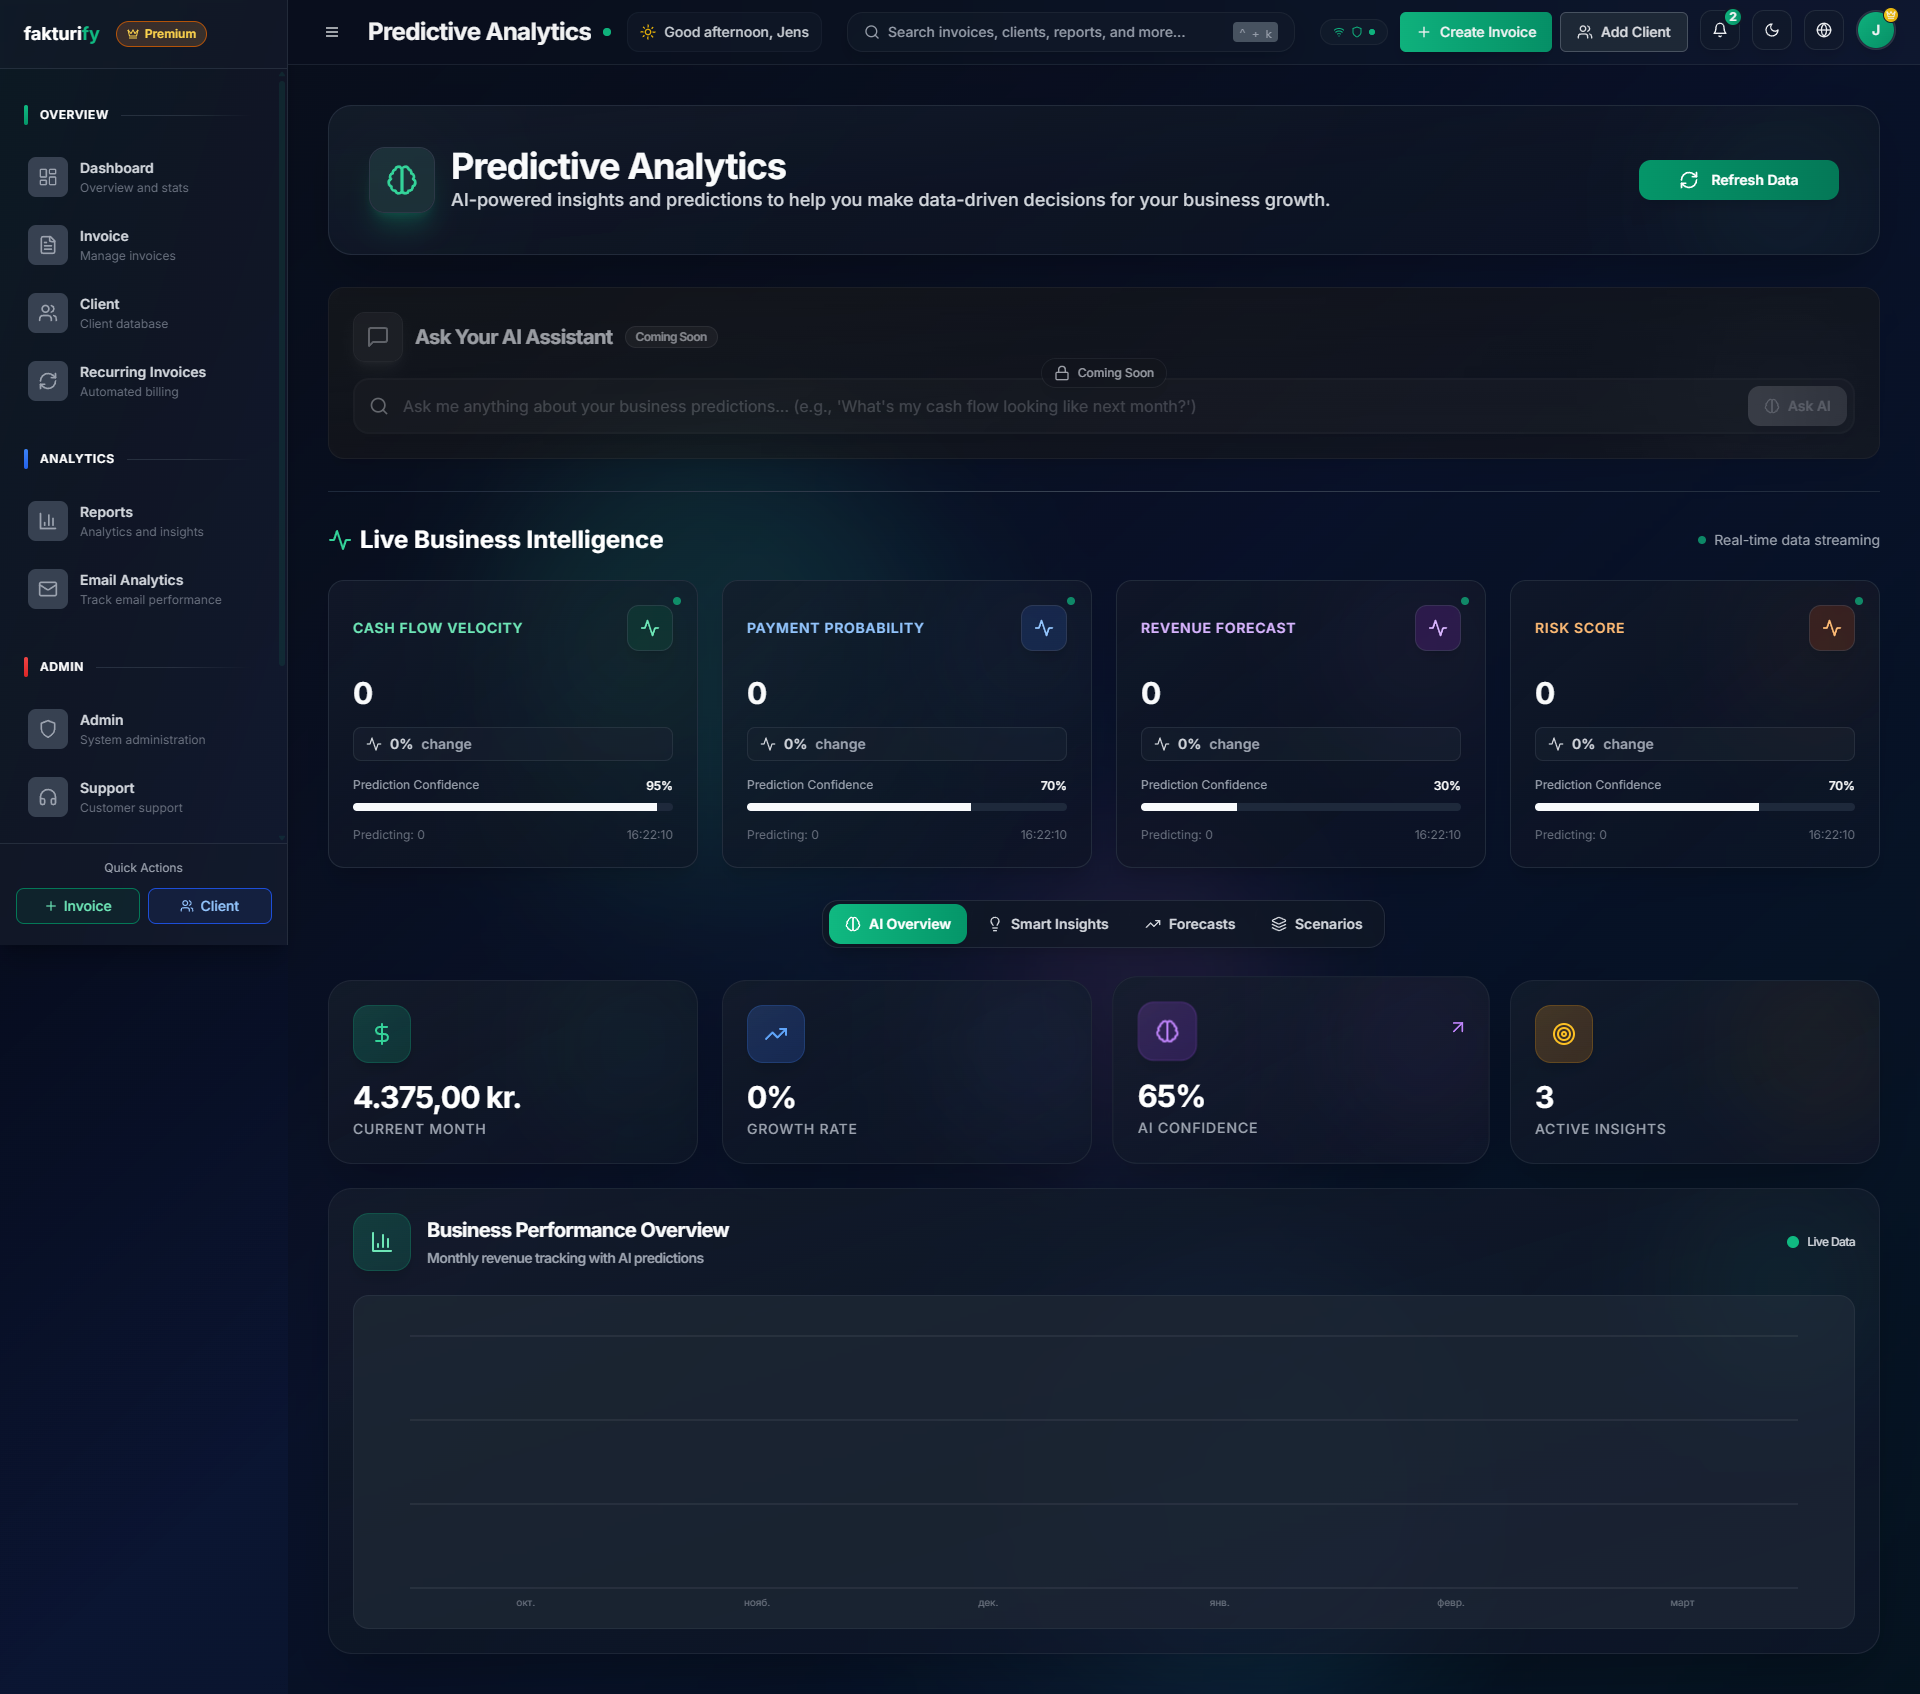 fakturify
Premium
OVERVIEW
Dashboard
Overview and stats
Invoice
Manage invoices
Client
Client database
Recurring Invoices
Automated billing
ANALYTICS
Reports
Analytics and insights
Email Analytics
Track email performance
ADMIN
Admin
System administration
Support
Customer support
Quick Actions
Invoice
Client
Predictive Analytics
Good afternoon, Jens
Search invoices, clients, reports, and more...
^ + k
Create Invoice
Add Client
2
J
Predictive Analytics
AI-powered insights and predictions to help you make data-driven decisions for your business growth.
Refresh Data
Ask Your AI Assistant
Coming Soon
Coming Soon
Ask me anything about your business predictions... (e.g., 'What's my cash flow looking like next month?')
Ask AI
Live Business Intelligence
Real-time data streaming
CASH FLOW VELOCITY
0
0% change
Prediction Confidence 95%
Predicting: 0 16:22:10
PAYMENT PROBABILITY
0
0% change
Prediction Confidence 70%
Predicting: 0 16:22:10
REVENUE FORECAST
0
0% change
Prediction Confidence 30%
Predicting: 0 16:22:10
RISK SCORE
0
0% change
Prediction Confidence 70%
Predicting: 0 16:22:10
AI Overview
Smart Insights
Forecasts
Scenarios
4.375,00 kr.
CURRENT MONTH
0%
GROWTH RATE
65%
AI CONFIDENCE
3
ACTIVE INSIGHTS
Business Performance Overview
Monthly revenue tracking with AI predictions
Live Data
окт. нояб. дек. янв. февр. март